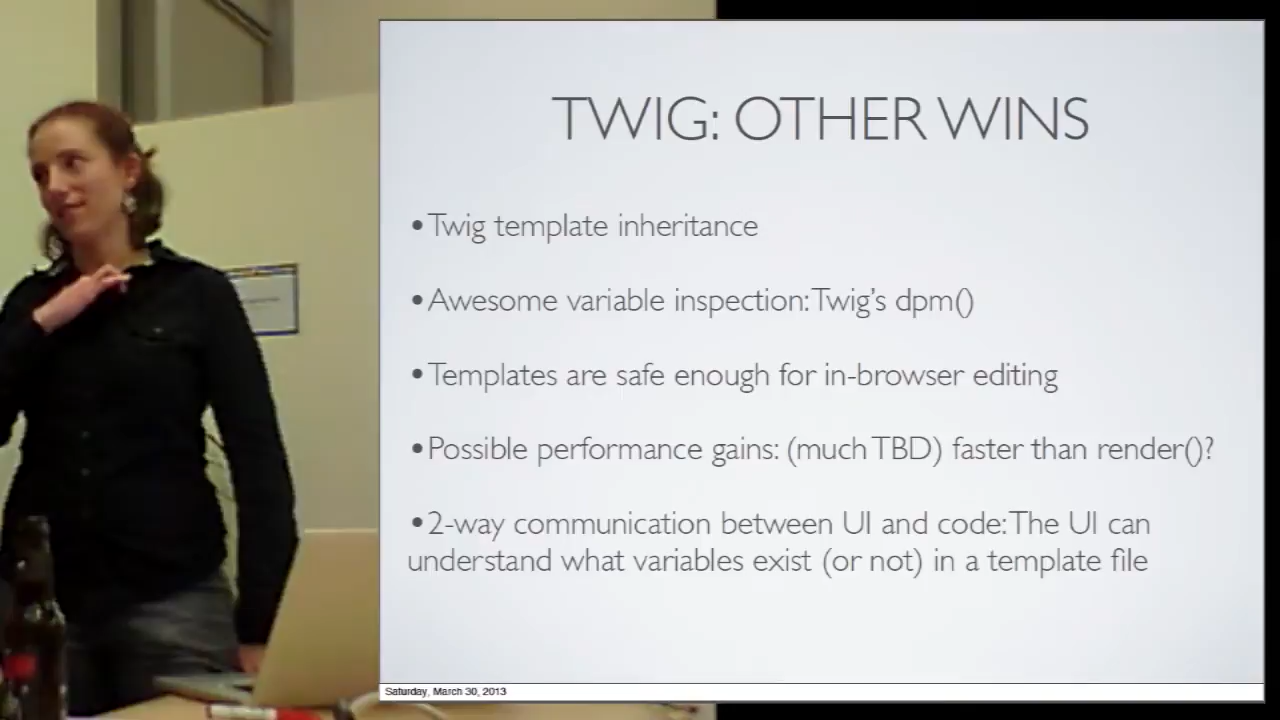 TWIG: OTHER WINS
•Twig template inheritance
•Awesome variable inspection: Twig's dpm()
•Templates are safe enough for in-browser editing
•Possible performance gains: (much TBD) faster than render()?
•2-way communication between UI and code: The UI can
understand what variables exist (or not) in a template file
Saturday, March 30, 2013